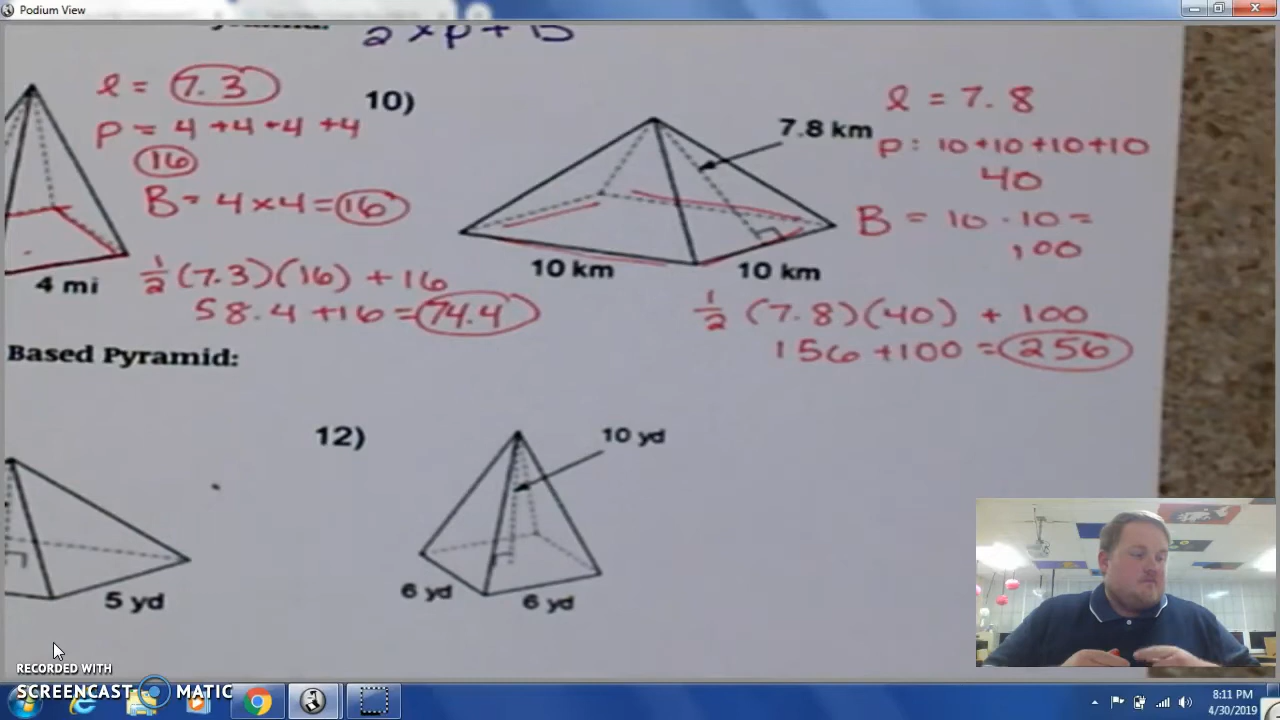 Podium View
2 × p + B
l = 7.3
p = 4 + 4 + 4 + 4
16
B = 4 × 4 = 16
1/2 (7.3)(16) + 16
58.4 + 16 = 74.4
4 mi
10)
7.8 km
10 km
10 km
l = 7.8
p: 10+10+10+10
40
B = 10 · 10 =
100
1/2 (7.8)(40) + 100
156 + 100 = 256
Based Pyramid:
5 yd
12)
10 yd
6 yd
6 yd
RECORDED WITH
SCREENCAST MATIC
8:11 PM
4/30/2019